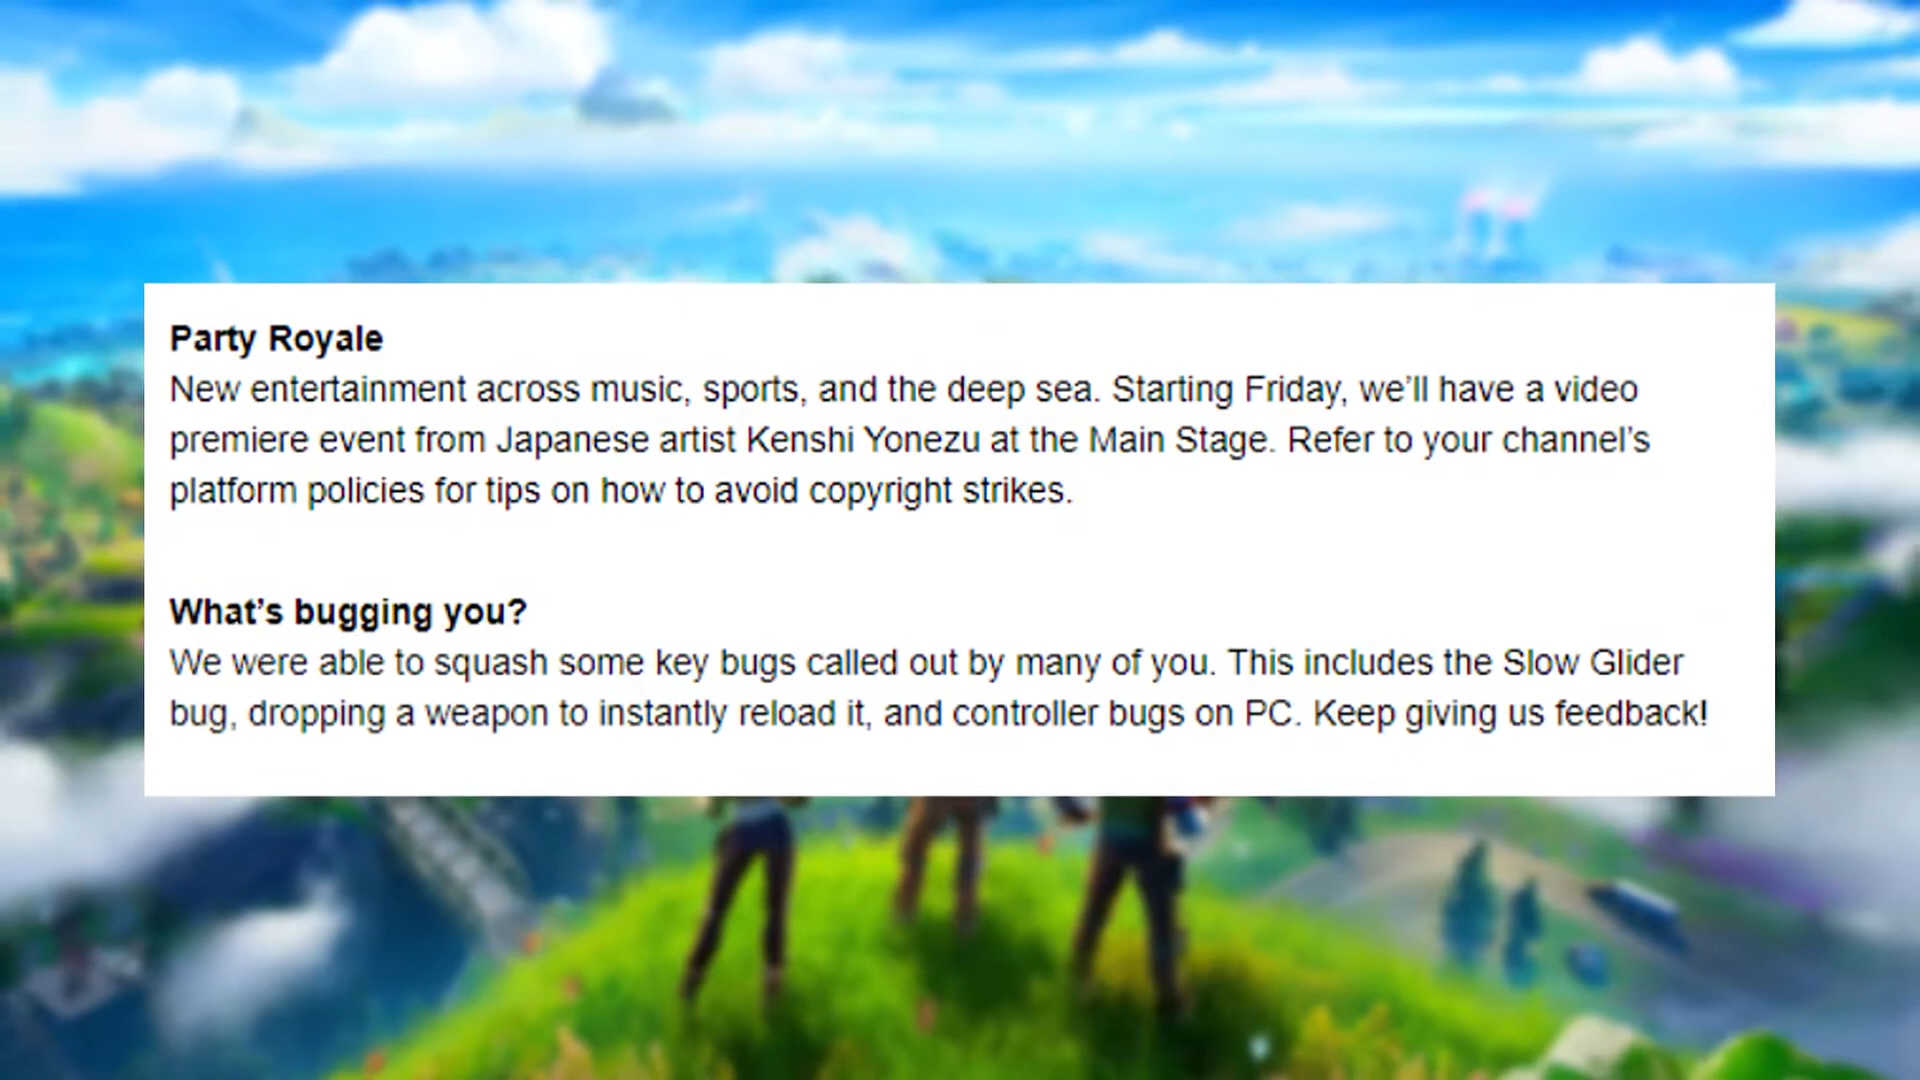 Party Royale
New entertainment across music, sports, and the deep sea. Starting Friday, we’ll have a video
premiere event from Japanese artist Kenshi Yonezu at the Main Stage. Refer to your channel’s
platform policies for tips on how to avoid copyright strikes.
What’s bugging you?
We were able to squash some key bugs called out by many of you. This includes the Slow Glider
bug, dropping a weapon to instantly reload it, and controller bugs on PC. Keep giving us feedback!